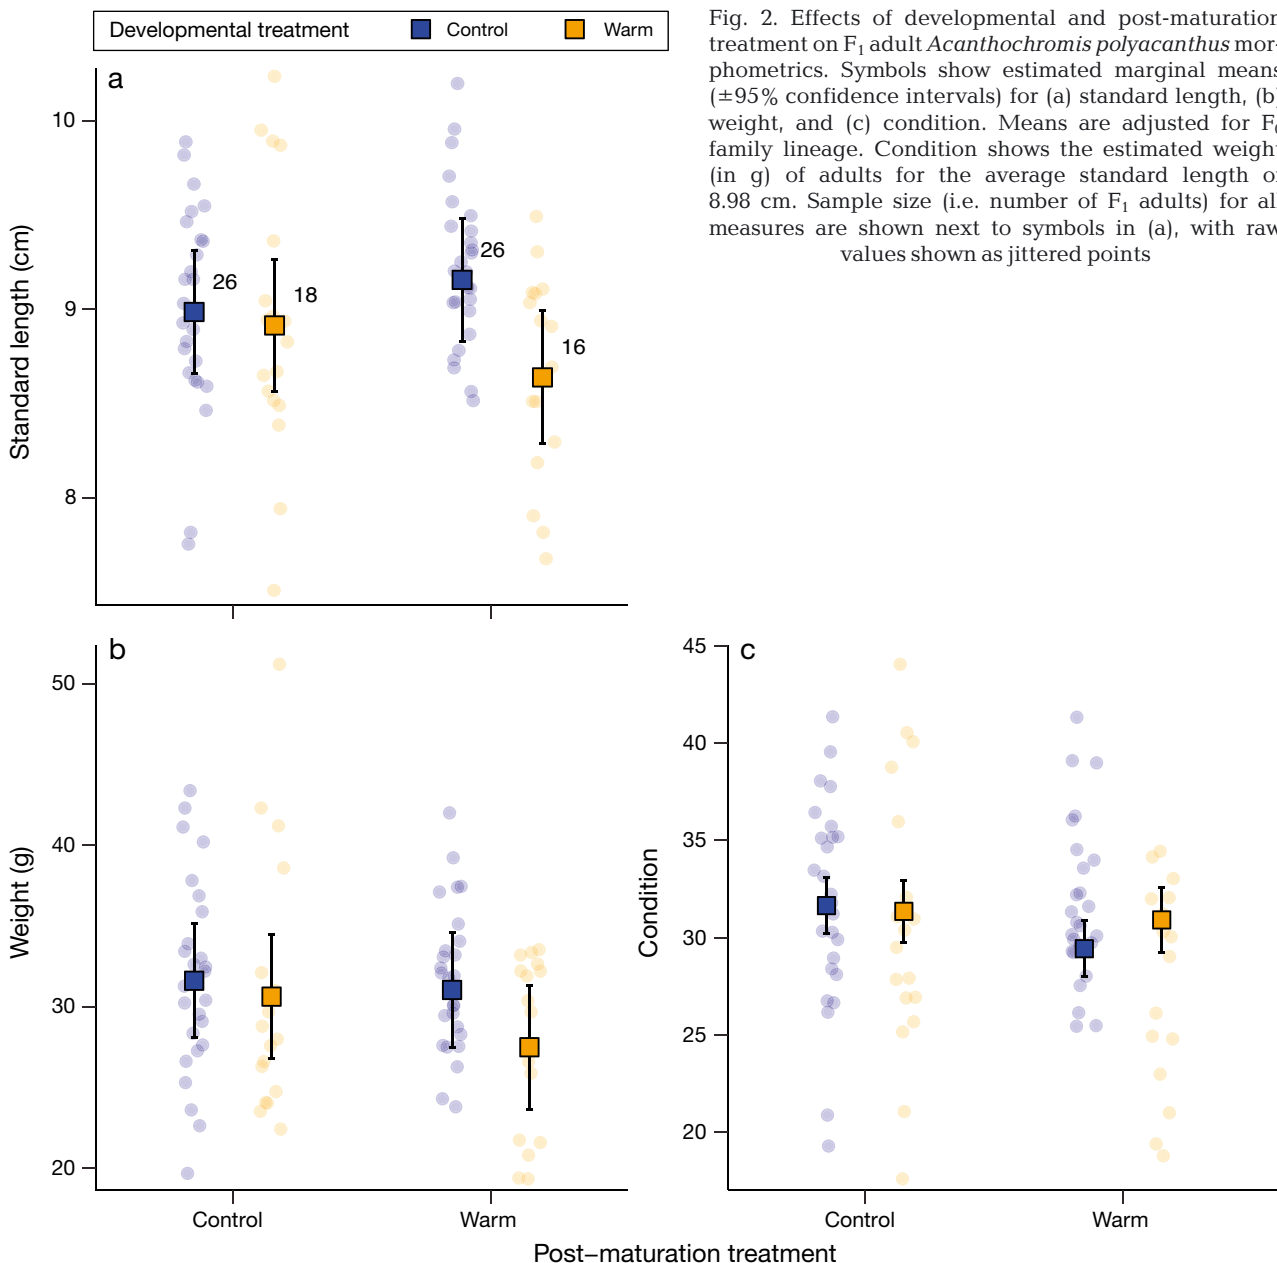 Developmental treatment Control Warm
Fig. 2. Effects of developmental and post-maturation
treatment on F1 adult Acanthochromis polyacanthus mor-
phometrics. Symbols show estimated marginal means
(±95% confidence intervals) for (a) standard length, (b)
weight, and (c) condition. Means are adjusted for F0
family lineage. Condition shows the estimated weight
(in g) of adults for the average standard length of
8.98 cm. Sample size (i.e. number of F1 adults) for all
measures are shown next to symbols in (a), with raw
values shown as jittered points
a
Standard length (cm)
10
9
8
26
18
26
16
b
Weight (g)
50
40
30
20
Control
Warm
c
Condition
45
40
35
30
25
20
Control
Warm
Post–maturation treatment